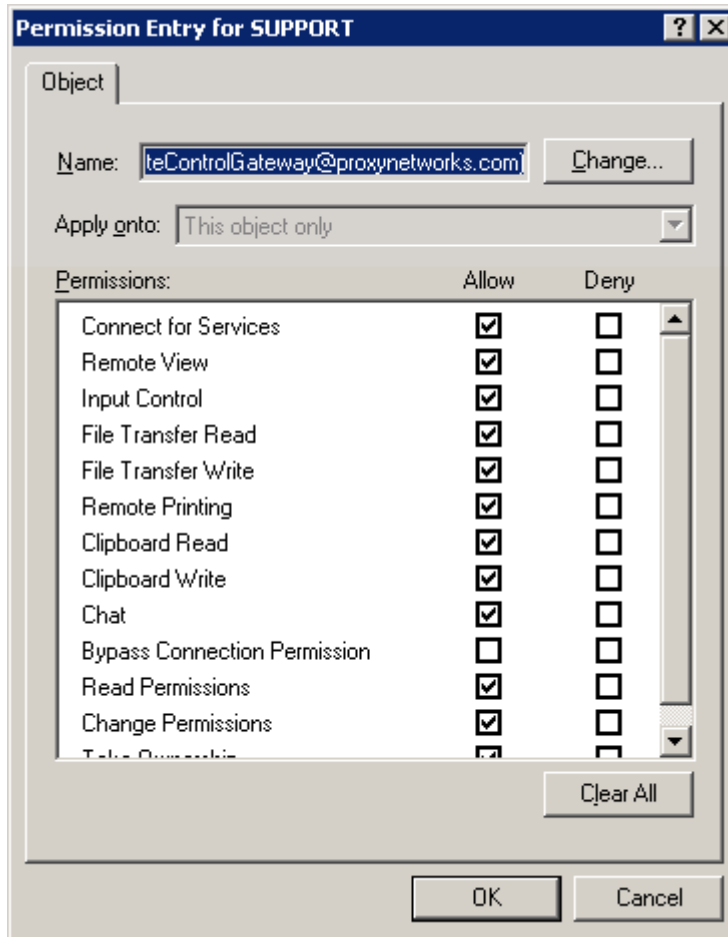 Permission Entry for SUPPORT
Object
Name: teControlGateway@proxynetworks.com) Change...
Apply onto: This object only
Permissions: Allow Deny
Connect for Services
Remote View
Input Control
File Transfer Read
File Transfer Write
Remote Printing
Clipboard Read
Clipboard Write
Chat
Bypass Connection Permission
Read Permissions
Change Permissions
Take Ownership
Clear All
OK Cancel